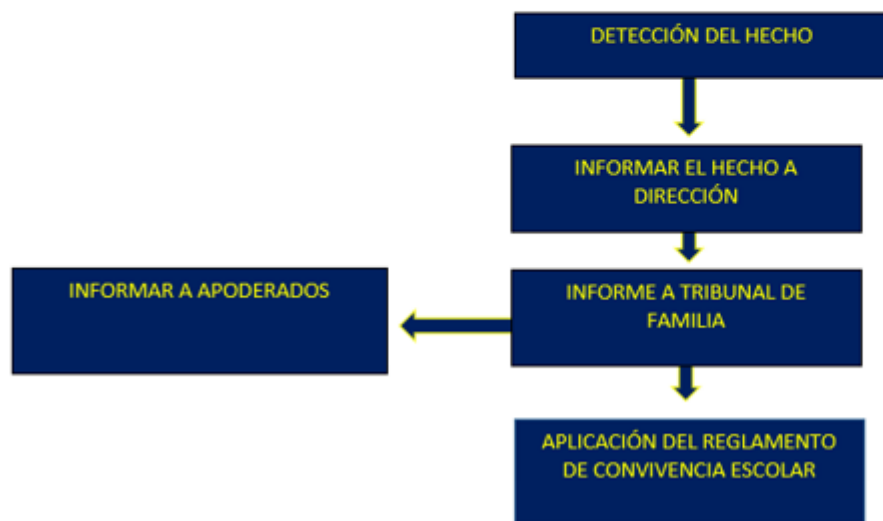 DETECCIÓN DEL HECHO
INFORMAR EL HECHO A
DIRECCIÓN
INFORMAR A APODERADOS
INFORME A TRIBUNAL DE
FAMILIA
APLICACIÓN DEL REGLAMENTO
DE CONVIVENCIA ESCOLAR